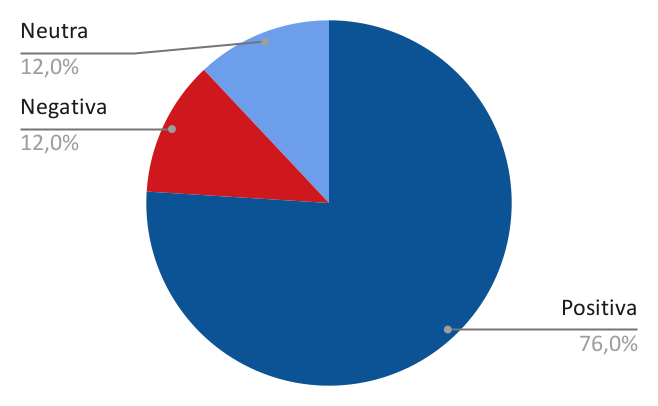 Neutra
12,0%
Negativa
12,0%
Positiva
76,0%